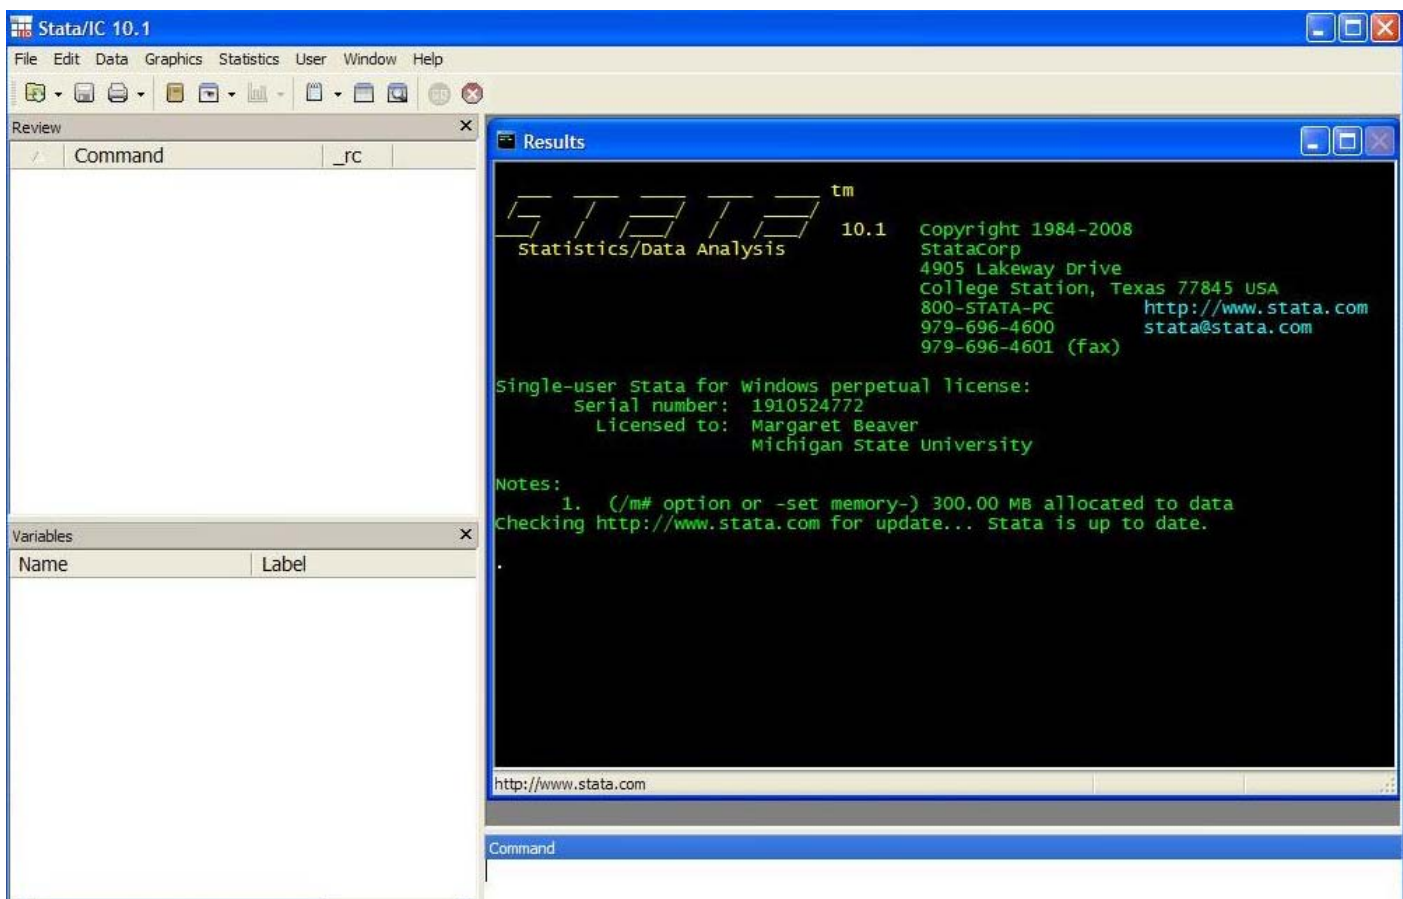 Stata/IC 10.1
File Edit Data Graphics Statistics User Window Help
Review
Command _rc
Variables
Name Label
Results
STATA tm
10.1 Copyright 1984-2008
Statistics/Data Analysis StataCorp
4905 Lakeway Drive
College Station, Texas 77845 USA
800-STATA-PC http://www.stata.com
979-696-4600 stata@stata.com
979-696-4601 (fax)
Single-user Stata for Windows perpetual license:
Serial number: 1910524772
Licensed to: Margaret Beaver
Michigan State University
Notes:
1. (/m# option or -set memory-) 300.00 MB allocated to data
Checking http://www.stata.com for update... Stata is up to date.
.
http://www.stata.com
Command